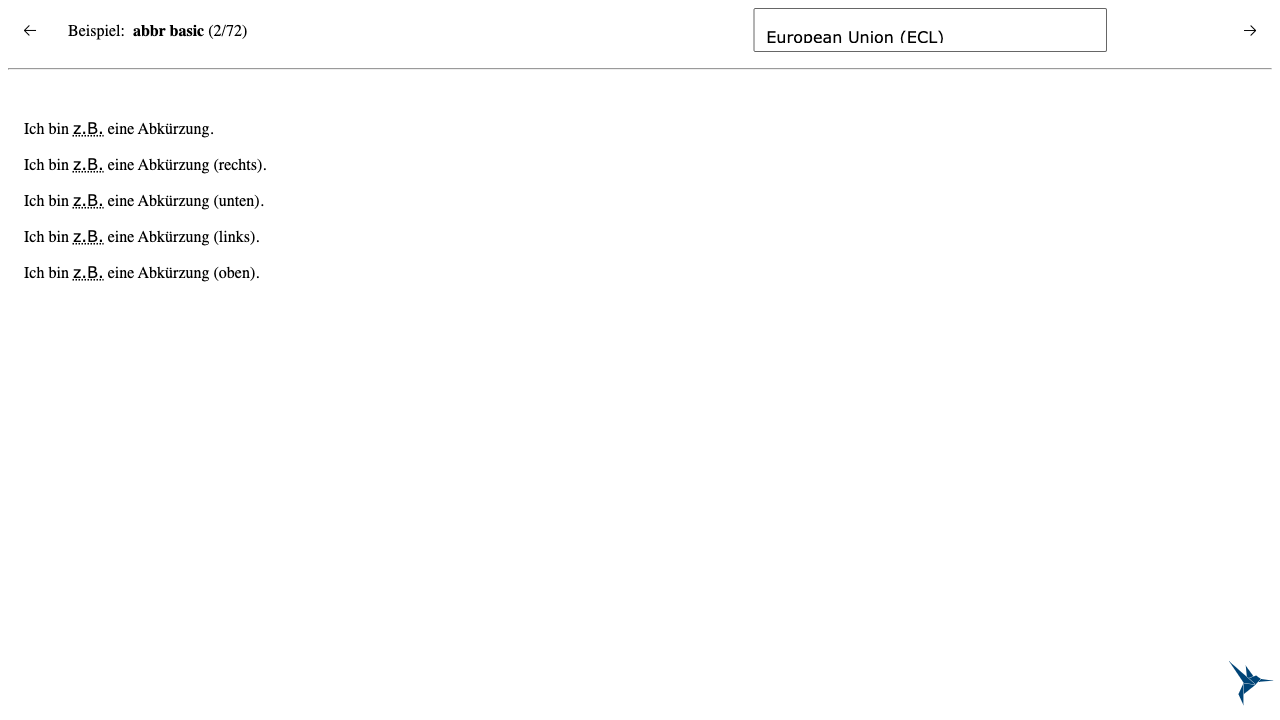 Beispiel: abbr basic (2/72)
European Union (ECL)
Ich bin z.B. eine Abkürzung.
Ich bin z.B. eine Abkürzung (rechts).
Ich bin z.B. eine Abkürzung (unten).
Ich bin z.B. eine Abkürzung (links).
Ich bin z.B. eine Abkürzung (oben).